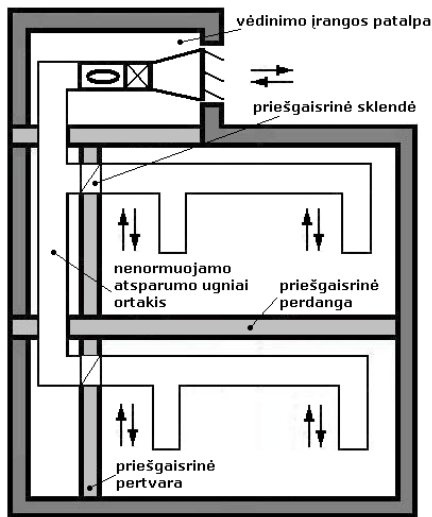 vėdinimo įrangos patalpa
priešgaisrinė sklendė
nenormuojamo
atsparumo ugniai
ortakis
priešgaisrinė
perdanga
priešgaisrinė
pertvara